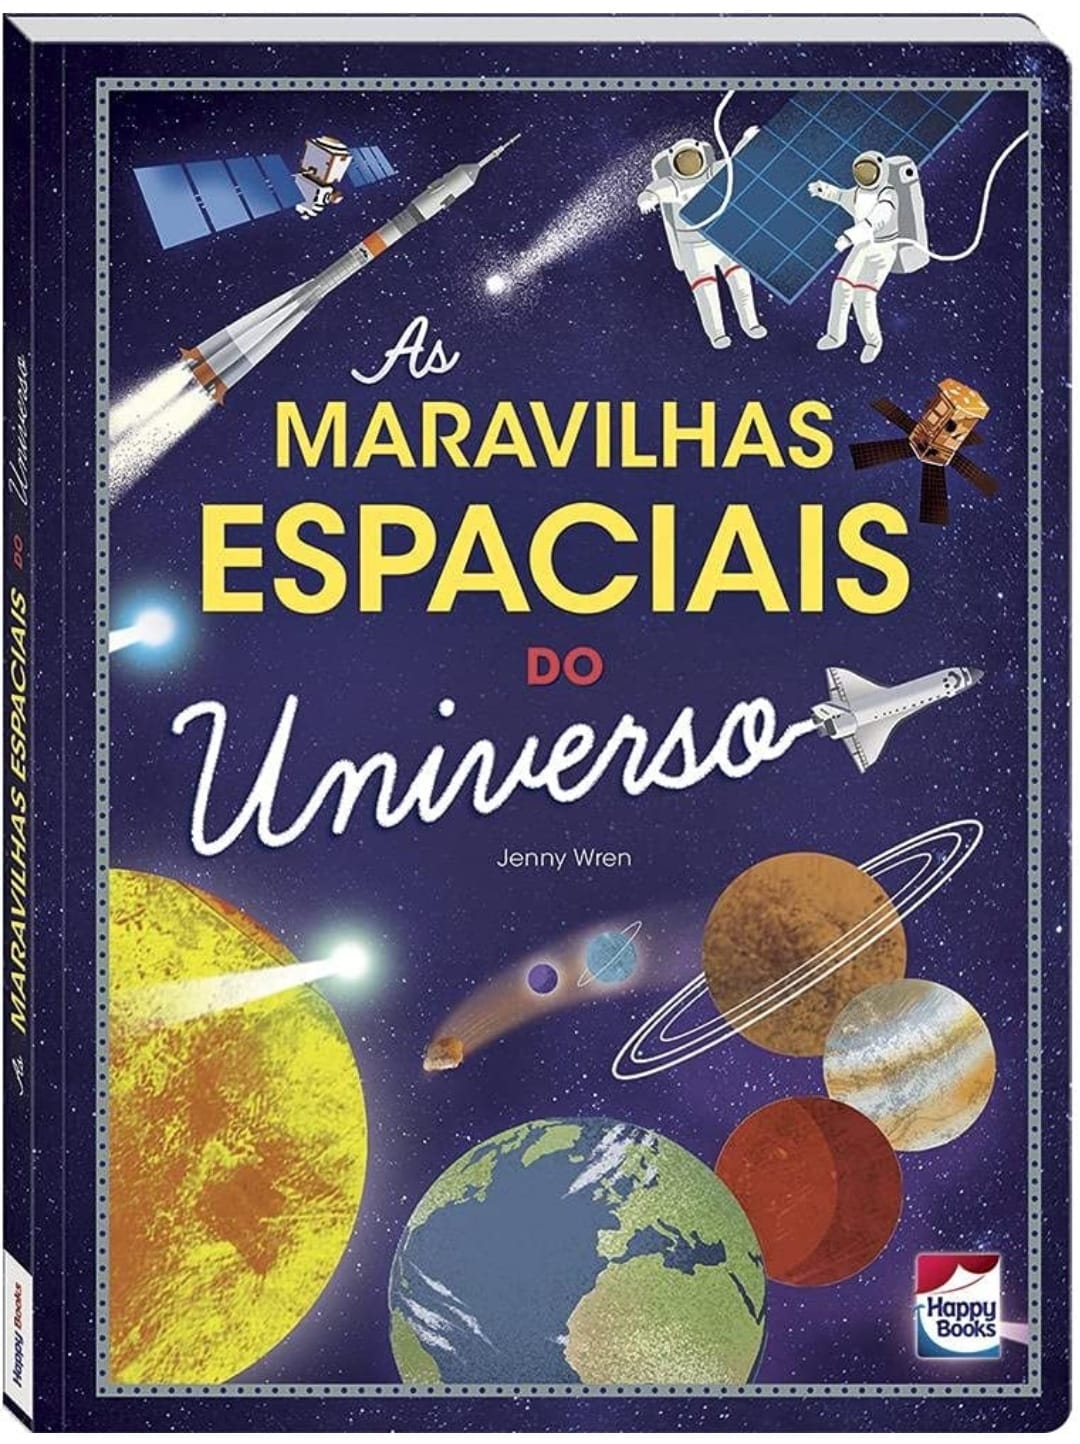 As
MARAVILHAS
ESPACIAIS
DO
Universo
Jenny Wren
Happy
Books
As MARAVILHAS ESPACIAIS DO Universo
Happy Books